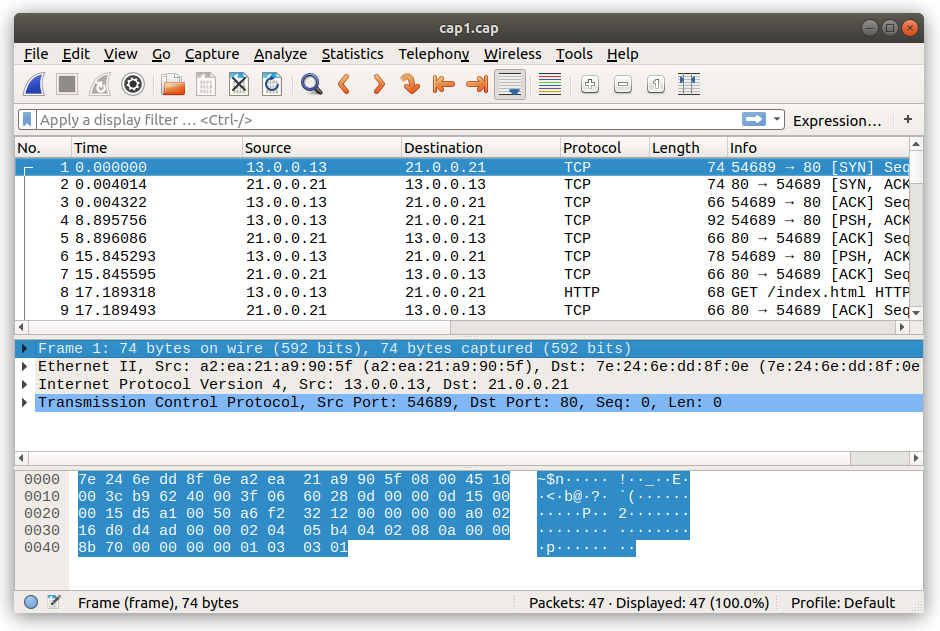 cap1.cap
File Edit View Go Capture Analyze Statistics Telephony Wireless Tools Help
Apply a display filter … <Ctrl-/> Expression… +
No. Time Source Destination Protocol Length Info
1 0.000000 13.0.0.13 21.0.0.21 TCP 74 54689 → 80 [SYN] Seq
2 0.004014 21.0.0.21 13.0.0.13 TCP 74 80 → 54689 [SYN, ACK
3 0.004322 13.0.0.13 21.0.0.21 TCP 66 54689 → 80 [ACK] Seq
4 8.895756 13.0.0.13 21.0.0.21 TCP 92 54689 → 80 [PSH, ACK
5 8.896086 21.0.0.21 13.0.0.13 TCP 66 80 → 54689 [ACK] Seq
6 15.845293 13.0.0.13 21.0.0.21 TCP 78 54689 → 80 [PSH, ACK
7 15.845595 21.0.0.21 13.0.0.13 TCP 66 80 → 54689 [ACK] Seq
8 17.189318 13.0.0.13 21.0.0.21 HTTP 68 GET /index.html HTTP
9 17.189493 21.0.0.21 13.0.0.13 TCP 66 80 → 54689 [ACK] Seq
Frame 1: 74 bytes on wire (592 bits), 74 bytes captured (592 bits)
Ethernet II, Src: a2:ea:21:a9:90:5f (a2:ea:21:a9:90:5f), Dst: 7e:24:6e:dd:8f:0e (7e:24:6e:dd:8f:0e
Internet Protocol Version 4, Src: 13.0.0.13, Dst: 21.0.0.21
Transmission Control Protocol, Src Port: 54689, Dst Port: 80, Seq: 0, Len: 0
0000 7e 24 6e dd 8f 0e a2 ea 21 a9 90 5f 08 00 45 10 ~$n····· !··_··E·
0010 00 3c b9 62 40 00 3f 06 60 28 0d 00 00 0d 15 00 ·<·b@·?· `(······
0020 00 15 d5 a1 00 50 a6 f2 32 12 00 00 00 00 a0 02 ·····P·· 2·······
0030 16 d0 d4 ad 00 00 02 04 05 b4 04 02 08 0a 00 00 ········ ········
0040 8b 70 00 00 00 00 01 03 03 01 ·p······ ··
Frame (frame), 74 bytes Packets: 47 · Displayed: 47 (100.0%) Profile: Default